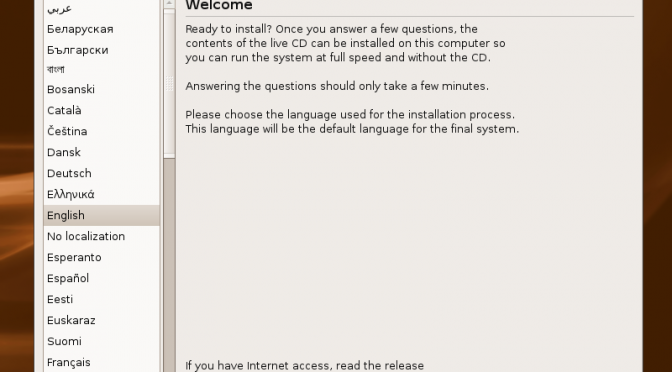 عربي
Беларуская
Български
বাংলা
Bosanski
Català
Čeština
Dansk
Deutsch
Ελληνικά
English
No localization
Esperanto
Español
Eesti
Euskaraz
Suomi
Français
Welcome
Ready to install? Once you answer a few questions, the
contents of the live CD can be installed on this computer so
you can run the system at full speed and without the CD.
Answering the questions should only take a few minutes.
Please choose the language used for the installation process.
This language will be the default language for the final system.
If you have Internet access, read the release